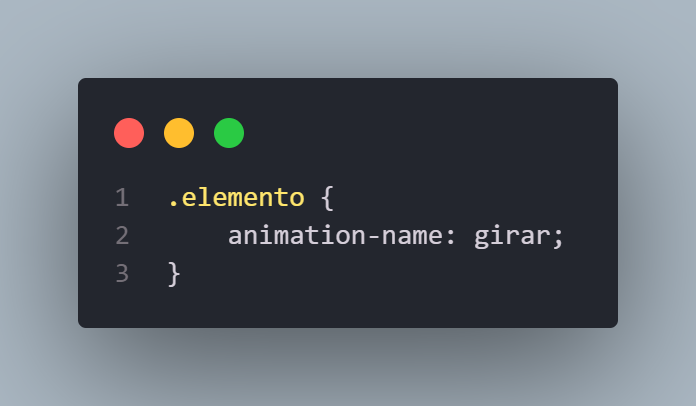 1 .elemento {
2     animation-name: girar;
3 }